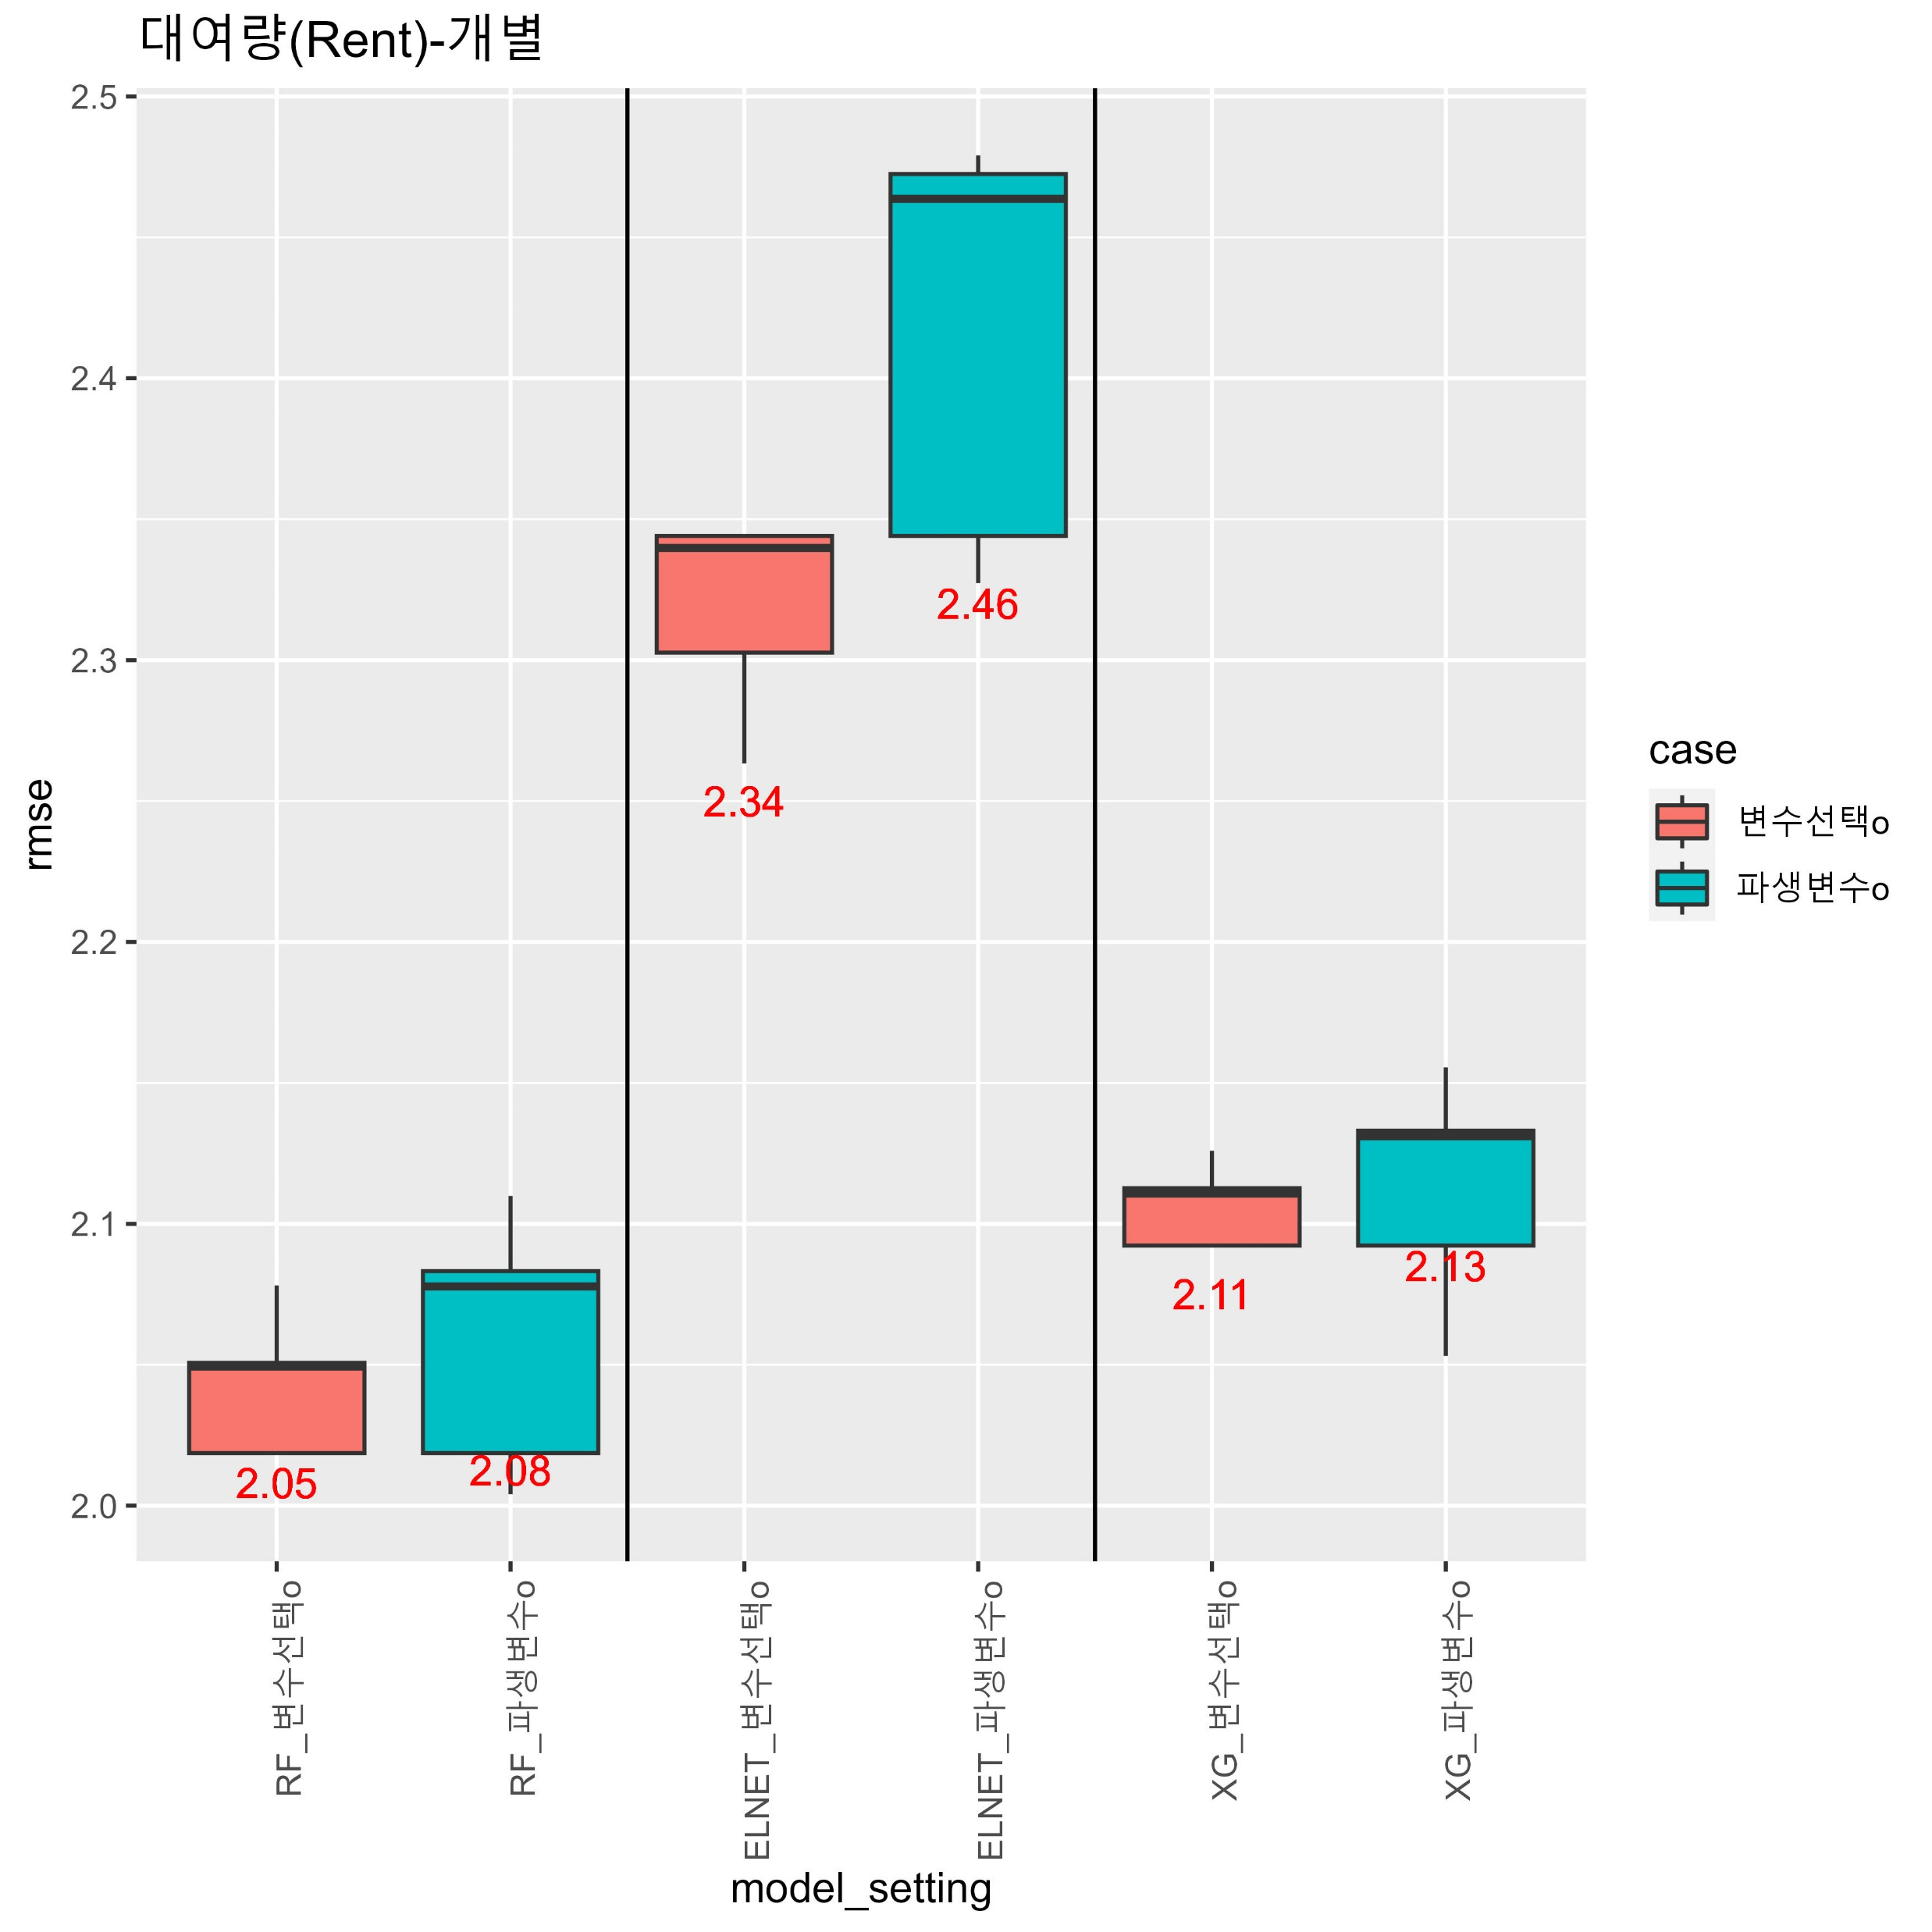 대여량(Rent)-개별
2.5
2.4
2.3
2.2
2.1
2.0
rmse
2.05
2.08
2.34
2.46
2.11
2.13
RF_변수선택o
RF_파생변수o
ELNET_변수선택o
ELNET_파생변수o
XG_변수선택o
XG_파생변수o
model_setting
case
변수선택o
파생변수o